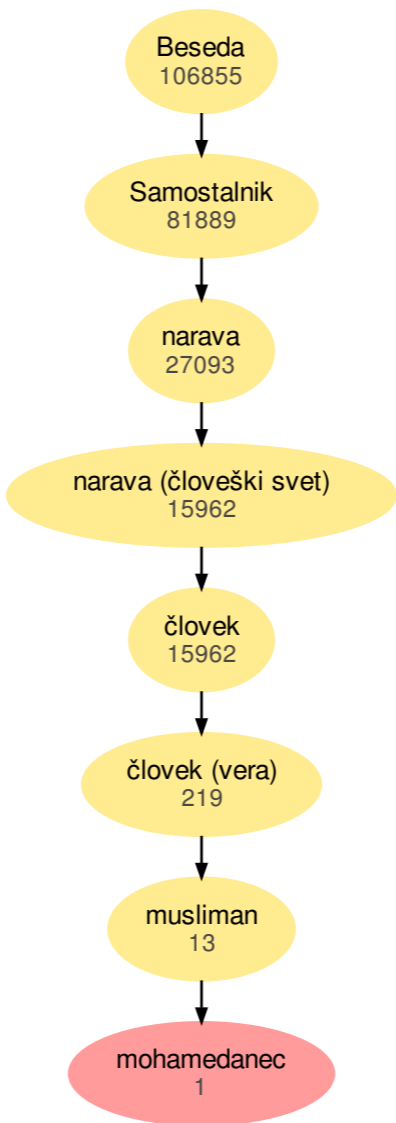 Beseda
106855
Samostalnik
81889
narava
27093
narava (človeški svet)
15962
človek
15962
človek (vera)
219
musliman
13
mohamedanec
1